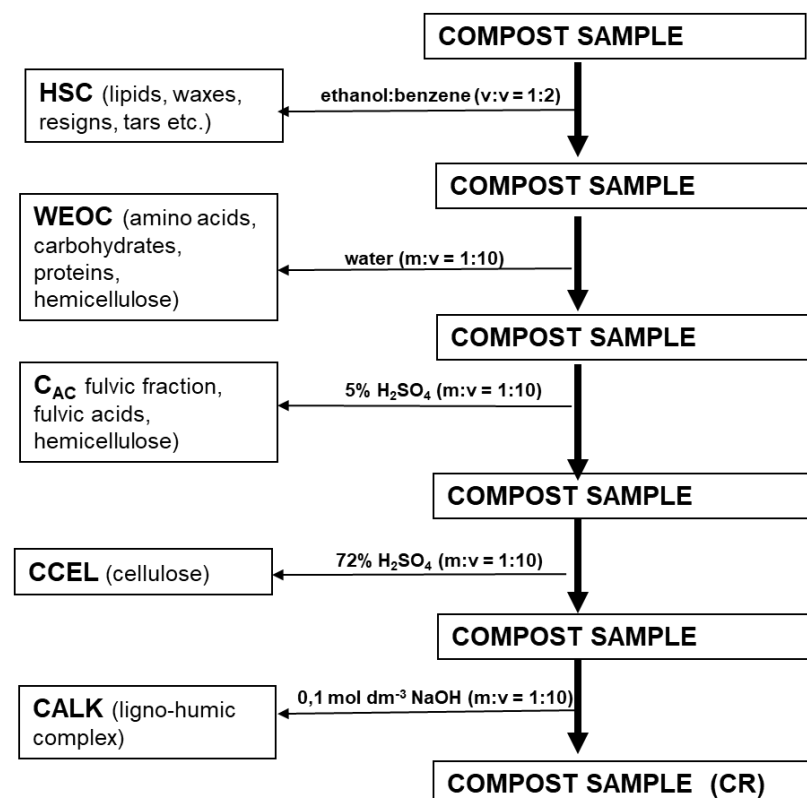 COMPOST SAMPLE
HSC (lipids, waxes,
resigns, tars etc.)
ethanol:benzene (v:v = 1:2)
COMPOST SAMPLE
WEOC (amino acids,
carbohydrates,
proteins,
hemicellulose)
water (m:v = 1:10)
COMPOST SAMPLE
C_AC fulvic fraction,
fulvic acids,
hemicellulose)
5% H₂SO₄ (m:v = 1:10)
COMPOST SAMPLE
CCEL (cellulose)
72% H₂SO₄ (m:v = 1:10)
COMPOST SAMPLE
CALK (ligno-humic
complex)
0,1 mol dm⁻³ NaOH (m:v = 1:10)
COMPOST SAMPLE (CR)